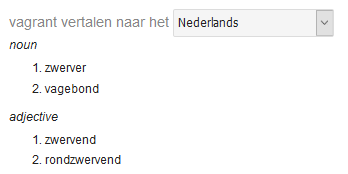 vagrant vertalen naar het Nederlands
noun
1. zwerver
2. vagebond
adjective
1. zwervend
2. rondzwervend